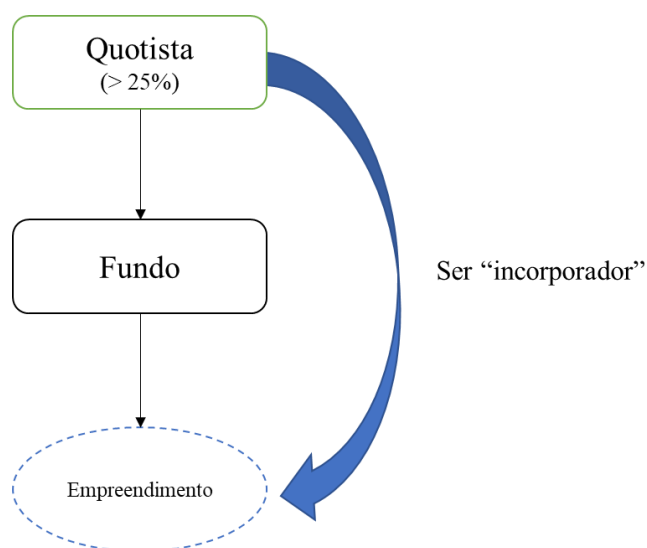 Quotista
(> 25%)
Fundo
Ser “incorporador”
Empreendimento